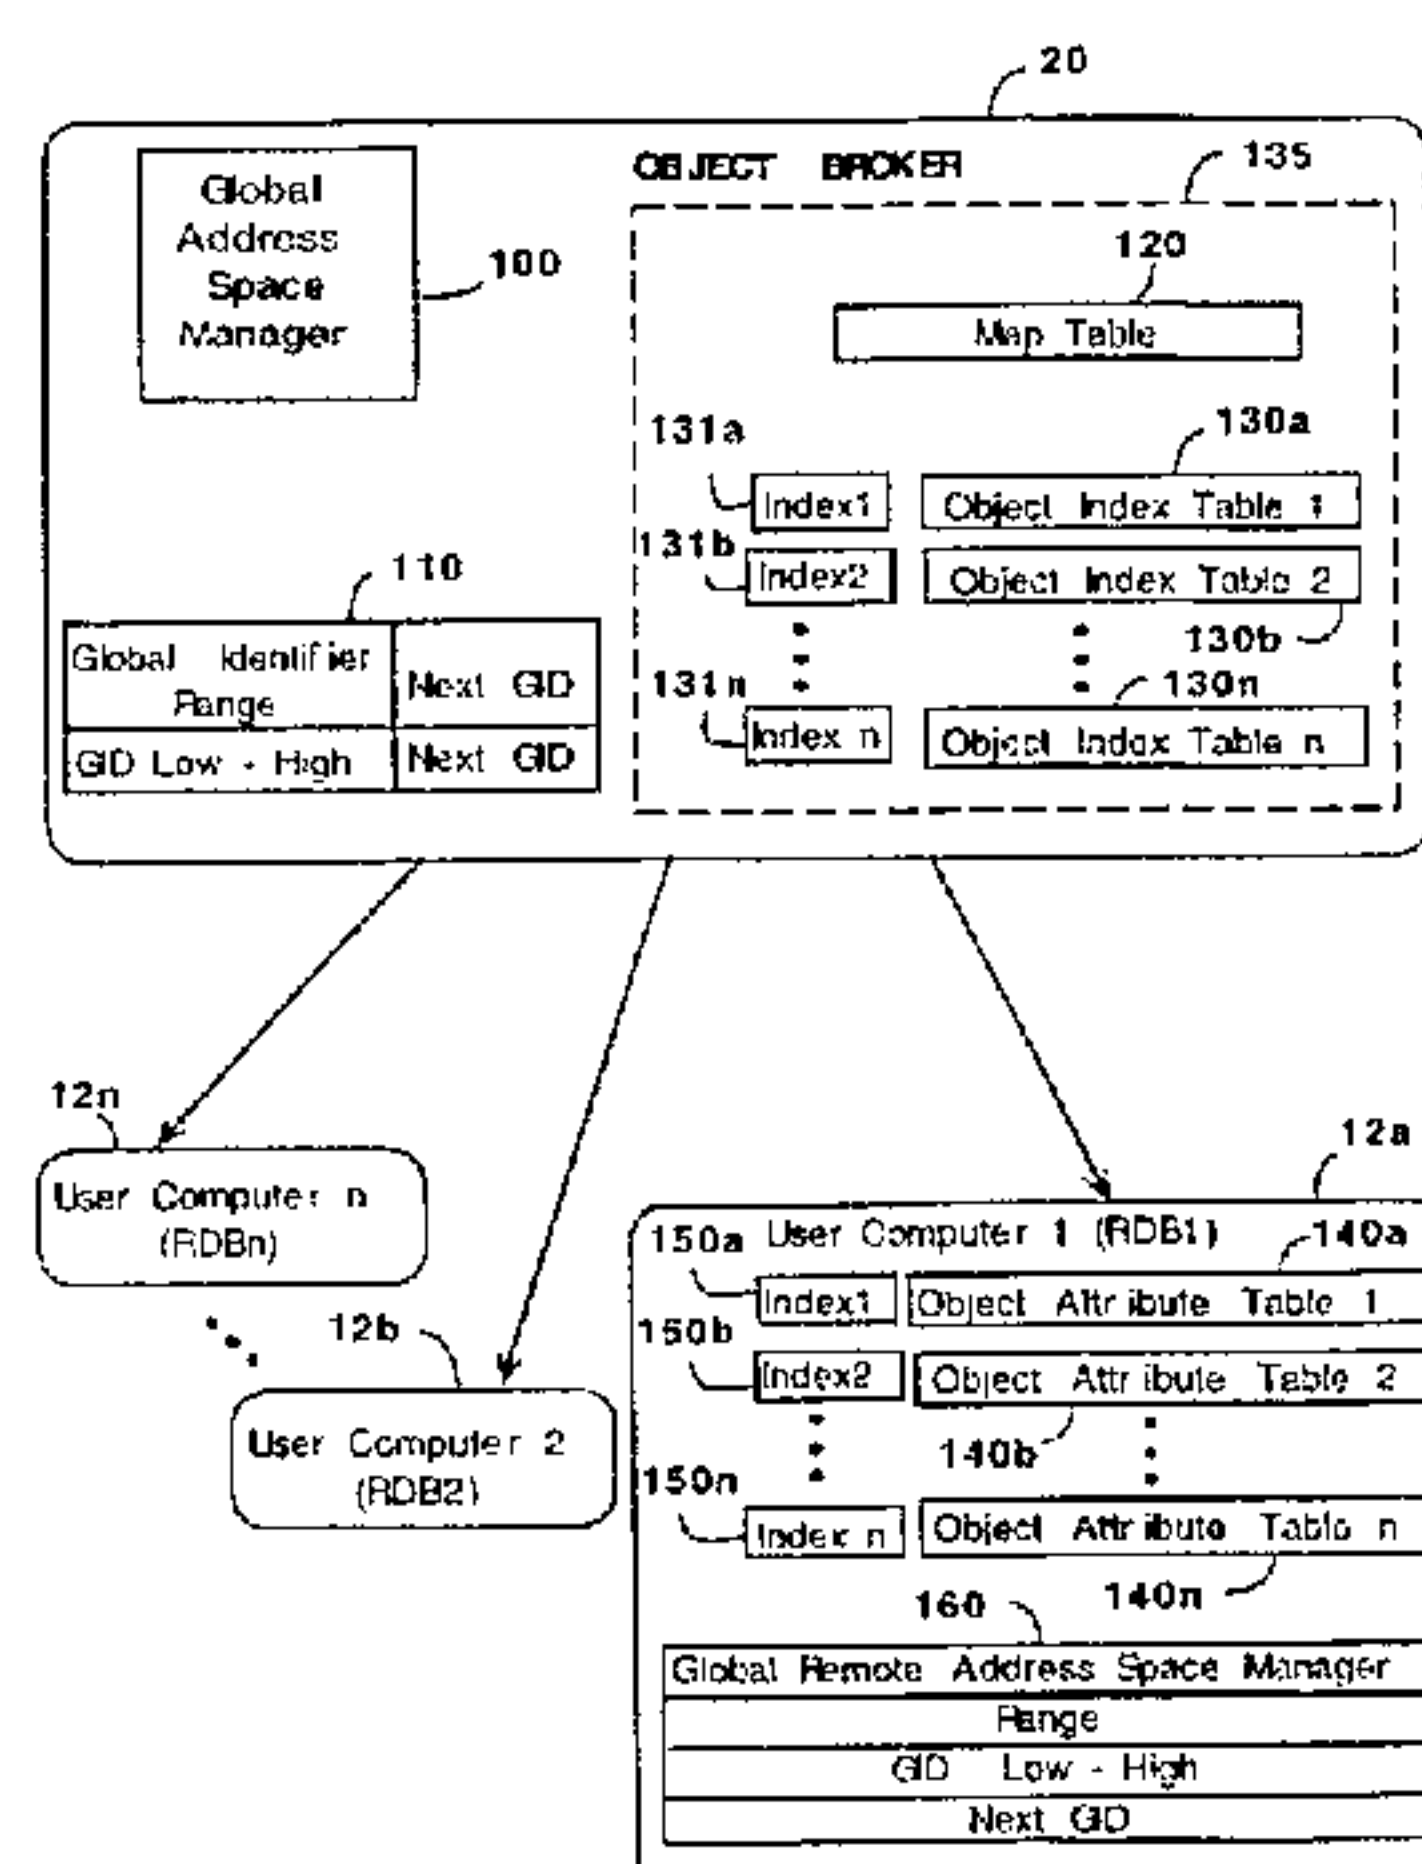 20
OBJECT BROKER
135
Global
Address
Space
Manager
100
120
Map Table
131a
130a
Index1
Object Index Table 1
131b
Index2
Object Index Table 2
130b
110
Global Identifier
Range
Next GID
GID Low - High
Next GID
131n
130n
Index n
Object Index Table n
12n
User Computer n
(RDBn)
12b
User Computer 2
(RDB2)
12a
150a
User Computer 1 (RDB1)
140a
Index1
Object Attribute Table 1
150b
Index2
Object Attribute Table 2
140b
150n
Index n
Object Attribute Table n
140n
160
Global Remote Address Space Manager
Range
GID Low - High
Next GID